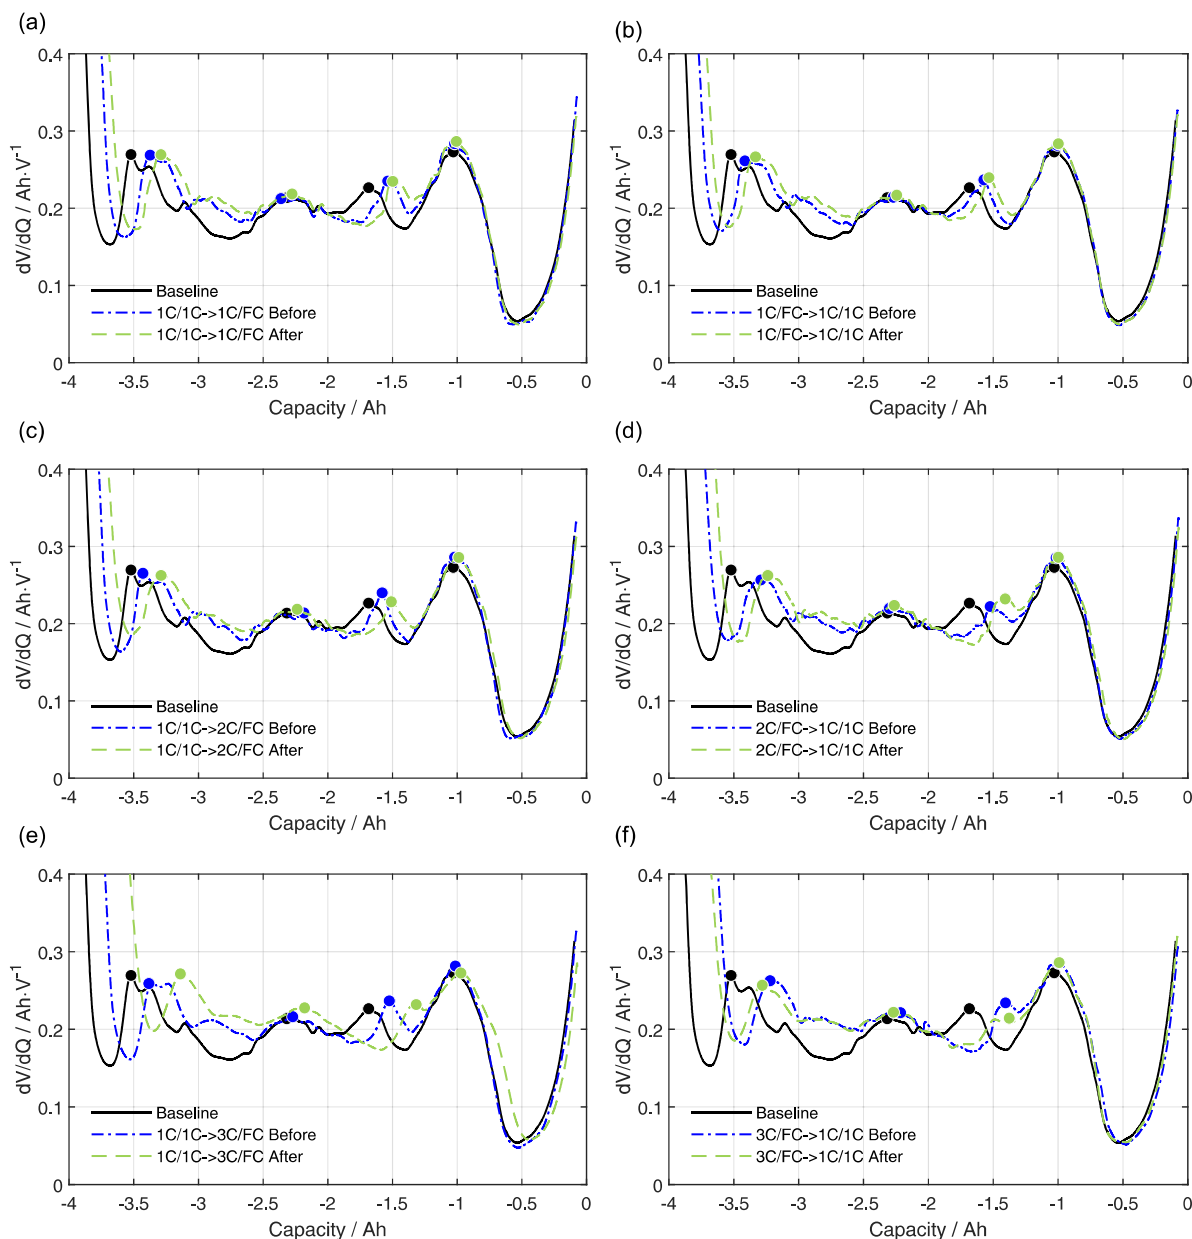 (a)
0.4
0.3
0.2
0.1
0
dV/dQ / Ah·V⁻¹
Baseline
1C/1C->1C/FC Before
1C/1C->1C/FC After
-4 -3.5 -3 -2.5 -2 -1.5 -1 -0.5 0
Capacity / Ah
(b)
0.4
0.3
0.2
0.1
0
dV/dQ / Ah·V⁻¹
Baseline
1C/FC->1C/1C Before
1C/FC->1C/1C After
-4 -3.5 -3 -2.5 -2 -1.5 -1 -0.5 0
Capacity / Ah
(c)
0.4
0.3
0.2
0.1
0
dV/dQ / Ah·V⁻¹
Baseline
1C/1C->2C/FC Before
1C/1C->2C/FC After
-4 -3.5 -3 -2.5 -2 -1.5 -1 -0.5 0
Capacity / Ah
(d)
0.4
0.3
0.2
0.1
0
dV/dQ / Ah·V⁻¹
Baseline
2C/FC->1C/1C Before
2C/FC->1C/1C After
-4 -3.5 -3 -2.5 -2 -1.5 -1 -0.5 0
Capacity / Ah
(e)
0.4
0.3
0.2
0.1
0
dV/dQ / Ah·V⁻¹
Baseline
1C/1C->3C/FC Before
1C/1C->3C/FC After
-4 -3.5 -3 -2.5 -2 -1.5 -1 -0.5 0
Capacity / Ah
(f)
0.4
0.3
0.2
0.1
0
dV/dQ / Ah·V⁻¹
Baseline
3C/FC->1C/1C Before
3C/FC->1C/1C After
-4 -3.5 -3 -2.5 -2 -1.5 -1 -0.5 0
Capacity / Ah